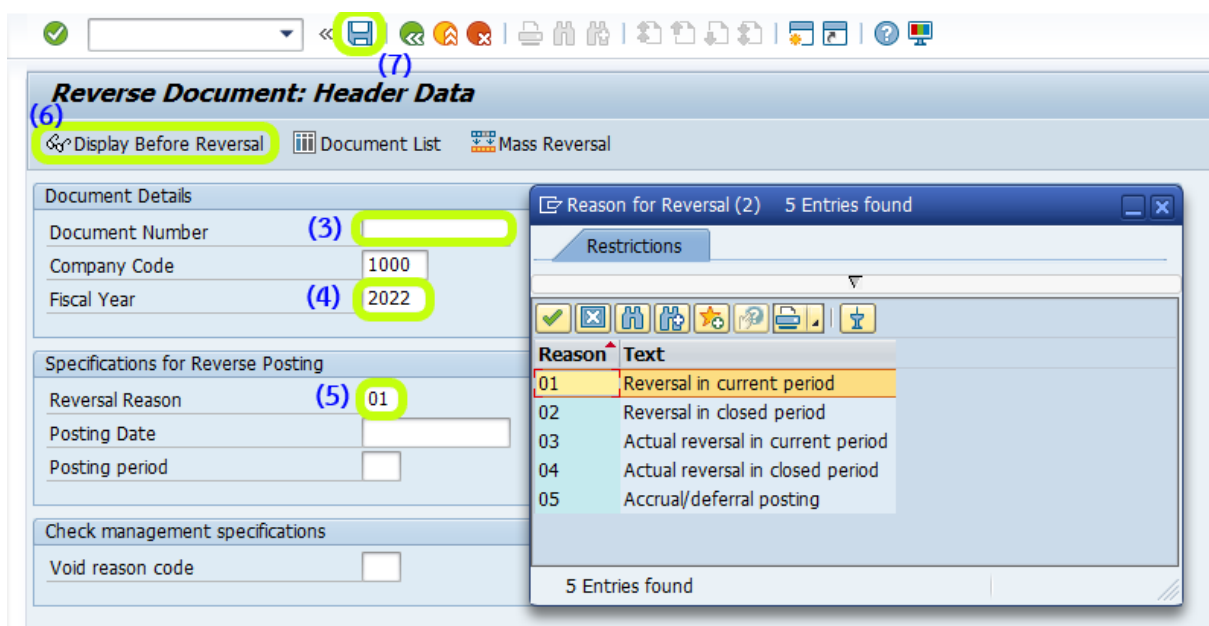 «
(7)
Reverse Document: Header Data
(6)
Display Before Reversal Document List Mass Reversal
Document Details
Document Number (3)
Company Code 1000
Fiscal Year (4) 2022
Specifications for Reverse Posting
Reversal Reason (5) 01
Posting Date
Posting period
Check management specifications
Void reason code
Reason for Reversal (2) 5 Entries found
Restrictions
Reason Text
01 Reversal in current period
02 Reversal in closed period
03 Actual reversal in current period
04 Actual reversal in closed period
05 Accrual/deferral posting
5 Entries found